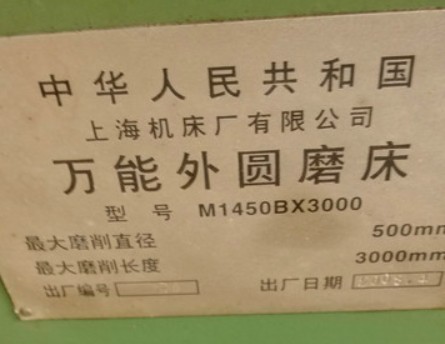 中华人民共和国
上海机床厂有限公司
万能外圆磨床
型号 M1450BX3000
最大磨削直径 500mm
最大磨削长度 3000mm
出厂编号 出厂日期